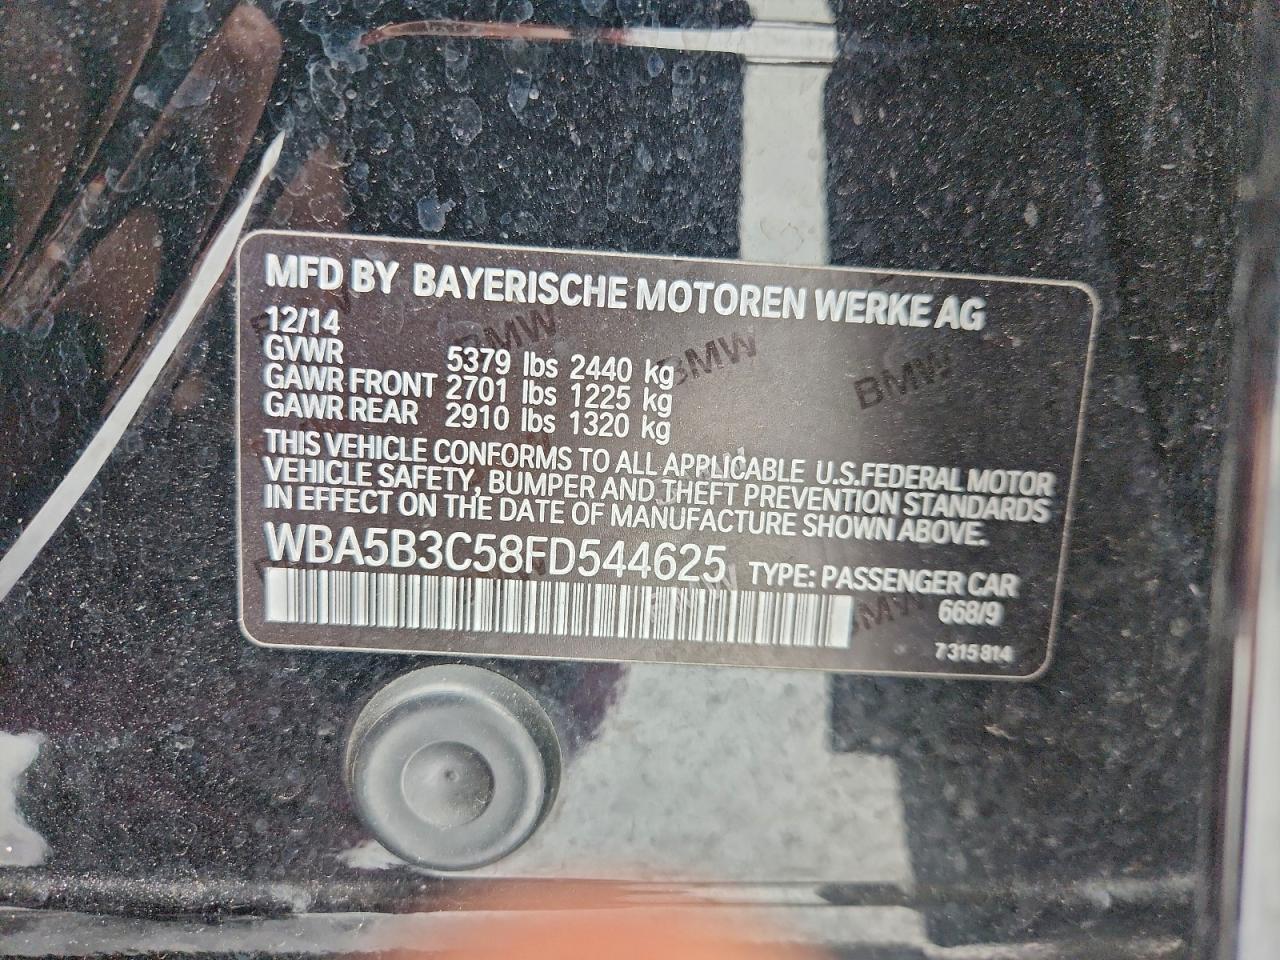 MFD BY BAYERISCHE MOTOREN WERKE AG
12/14
GVWR 5379 lbs 2440 kg
GAWR FRONT 2701 lbs 1225 kg
GAWR REAR 2910 lbs 1320 kg
THIS VEHICLE CONFORMS TO ALL APPLICABLE U.S.FEDERAL MOTOR
VEHICLE SAFETY, BUMPER AND THEFT PREVENTION STANDARDS
IN EFFECT ON THE DATE OF MANUFACTURE SHOWN ABOVE.
WBA5B3C58FD544625 TYPE: PASSENGER CAR
668/9
7 315 814
BMW
BMW
BMW